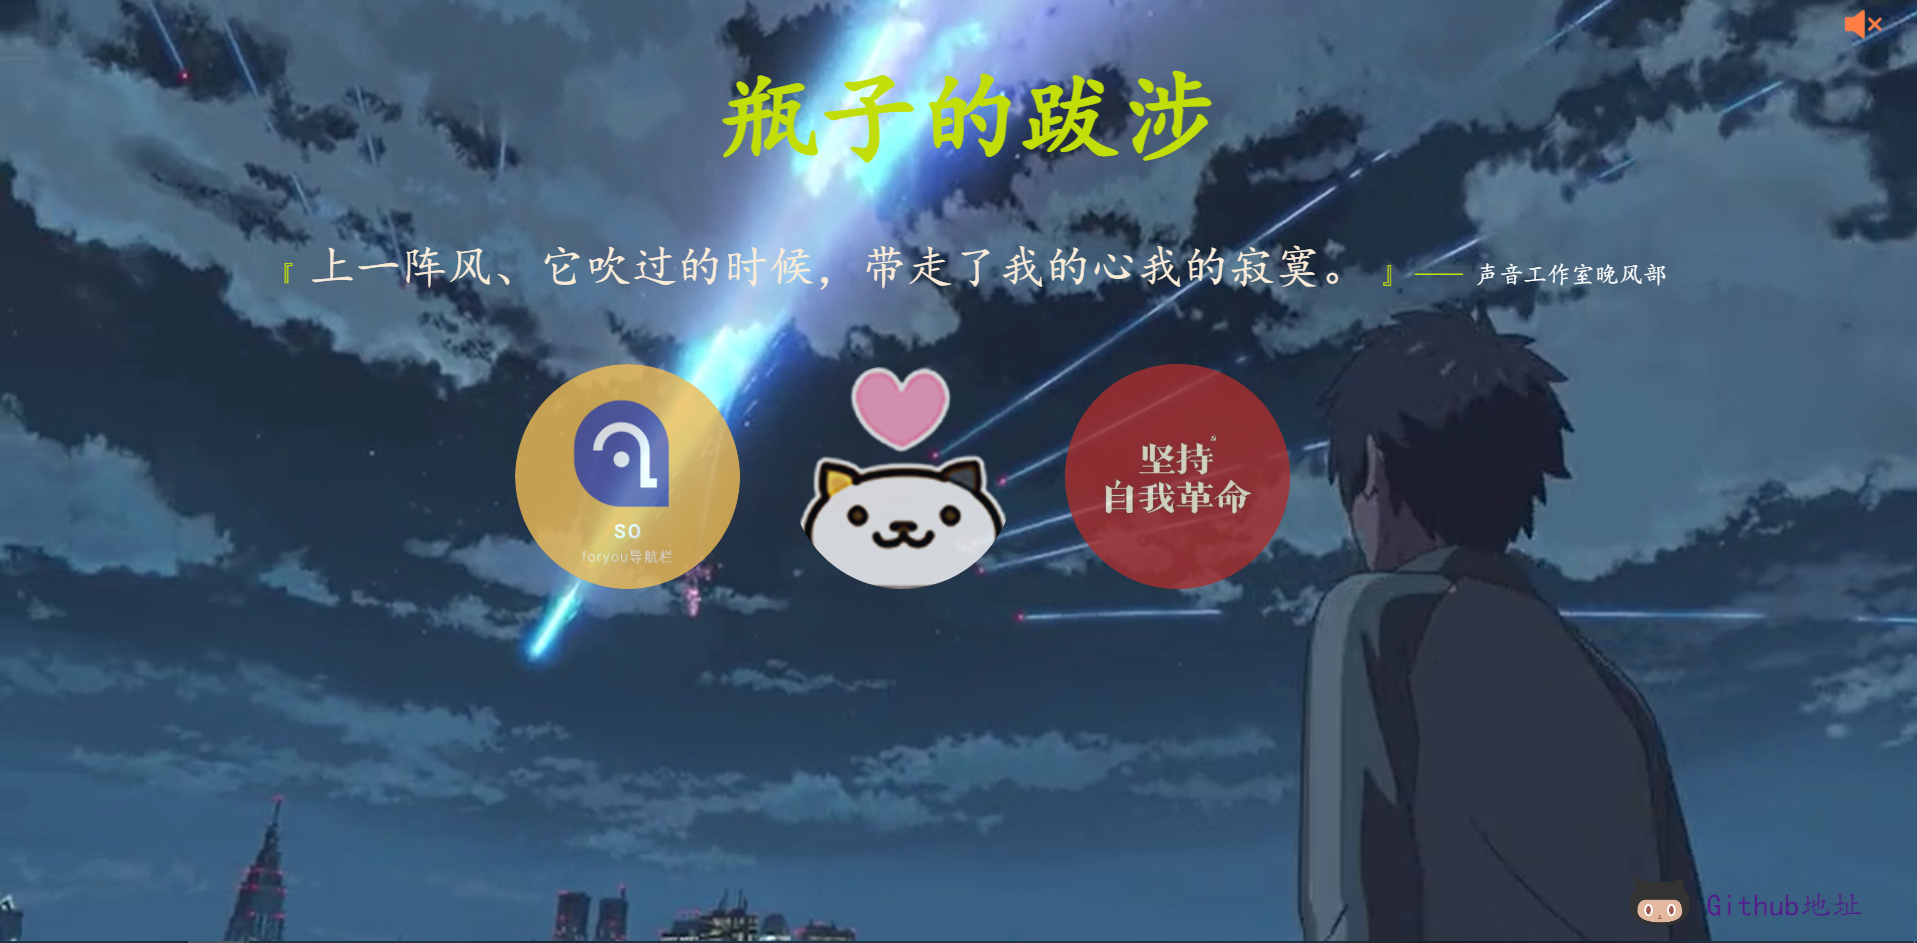 瓶子的跋涉
『 上一阵风、它吹过的时候，带走了我的心我的寂寞。 』 —— 声音工作室晚风部
SO
foryou导航栏
坚持
自我革命
Github地址